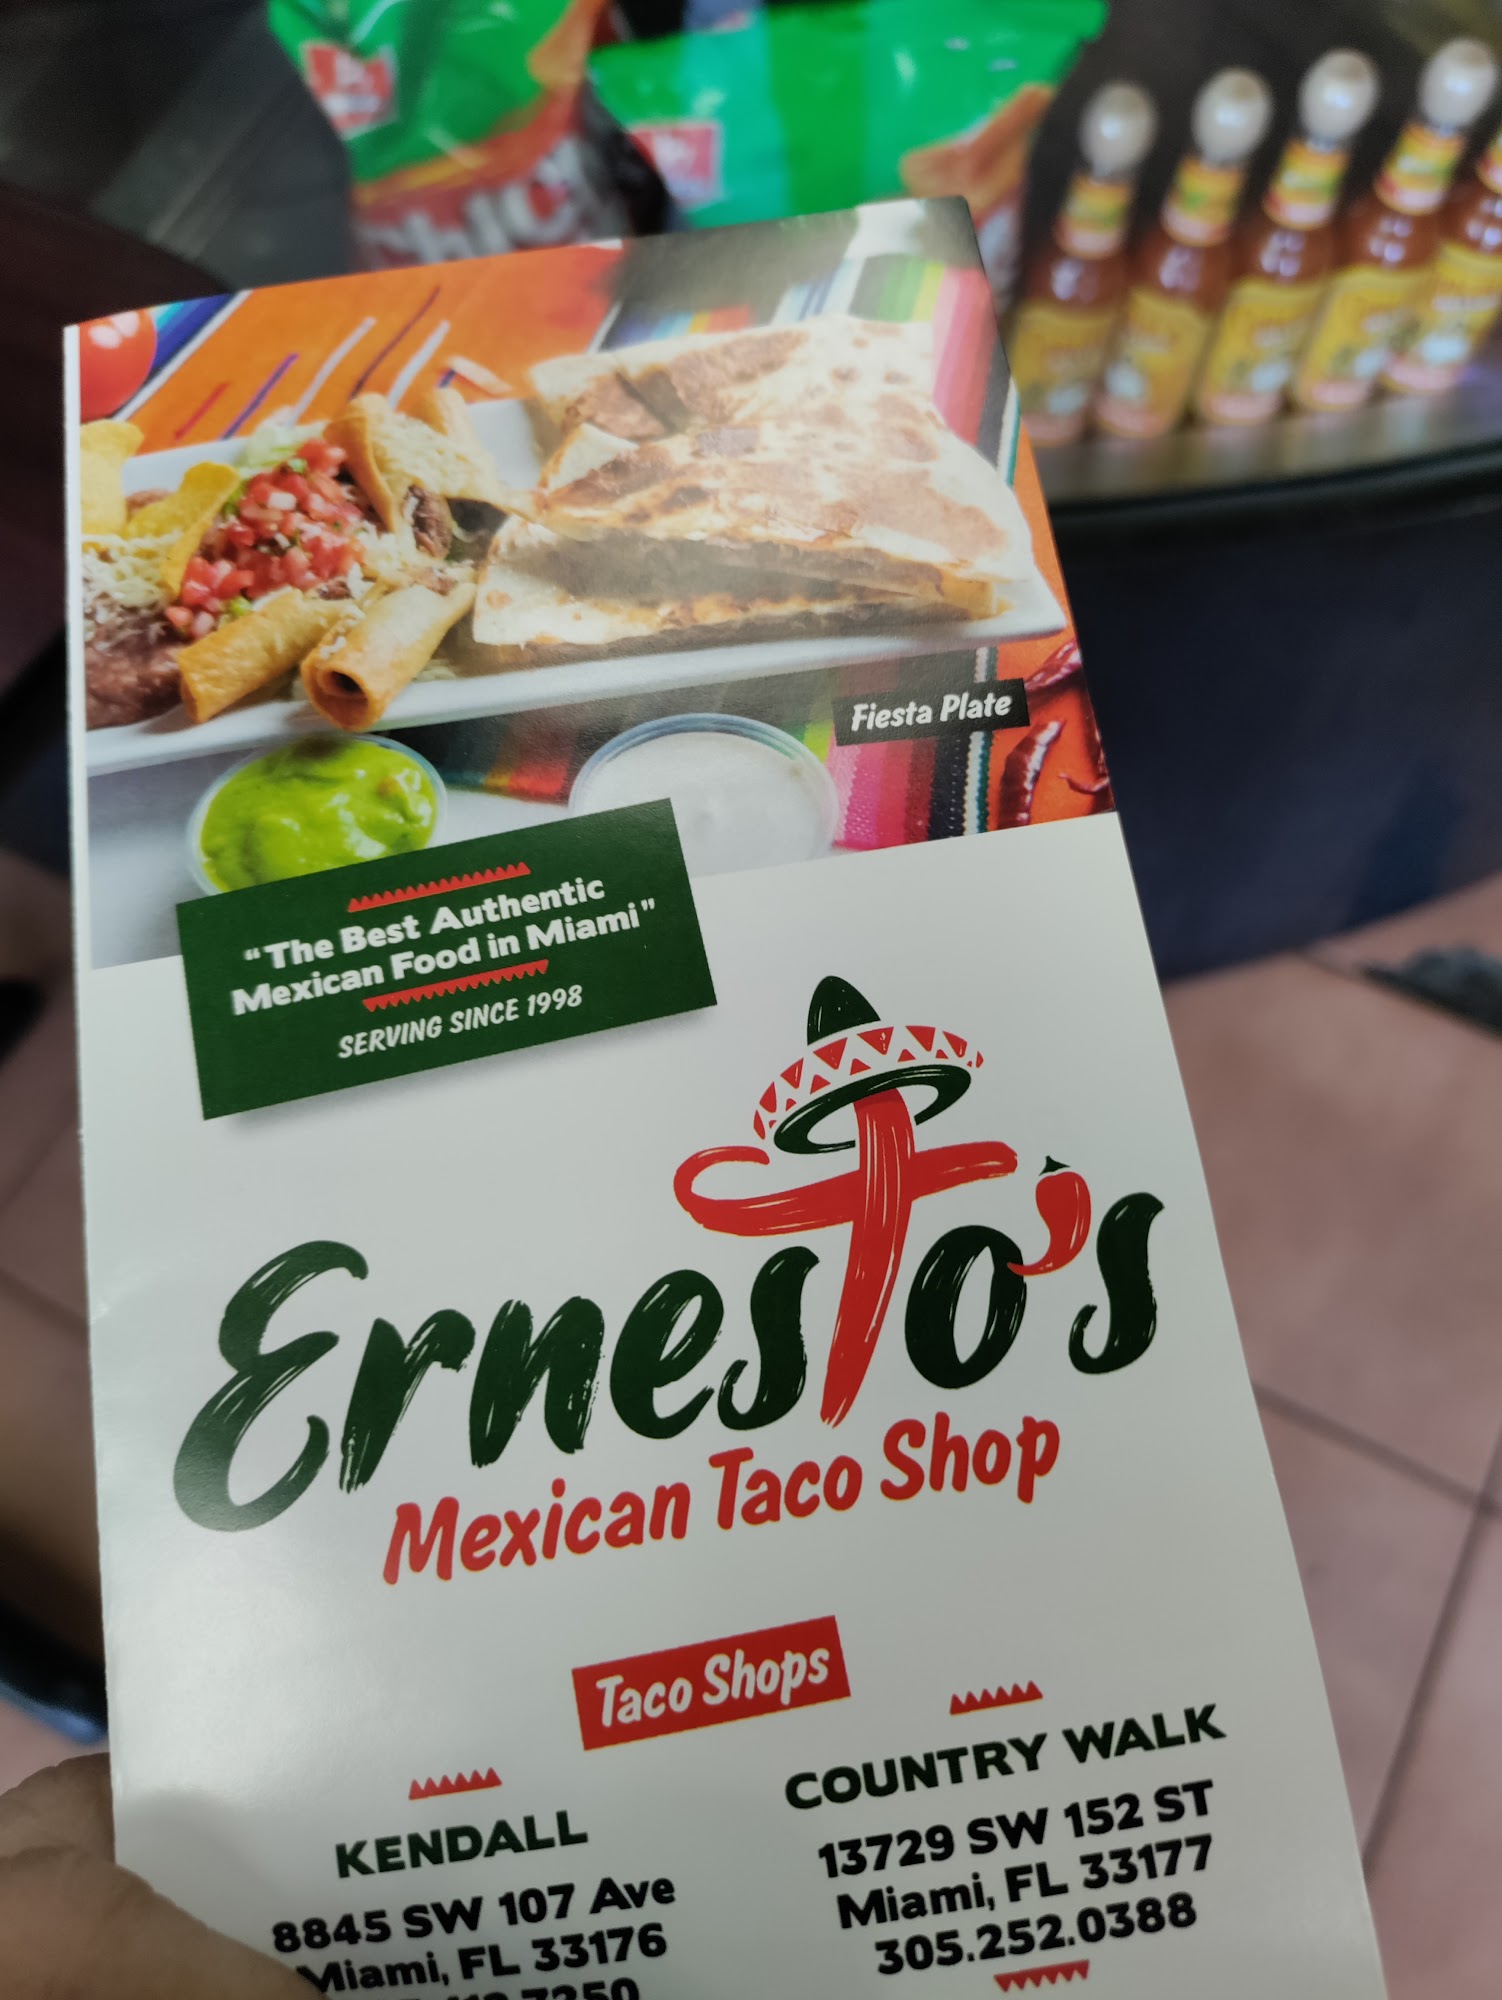 Fiesta Plate
"The Best Authentic
Mexican Food in Miami"
SERVING SINCE 1998
Ernesto's
Mexican Taco Shop
Taco Shops
KENDALL
8845 SW 107 Ave
Miami, FL 33176
COUNTRY WALK
13729 SW 152 ST
Miami, FL 33177
305.252.0388